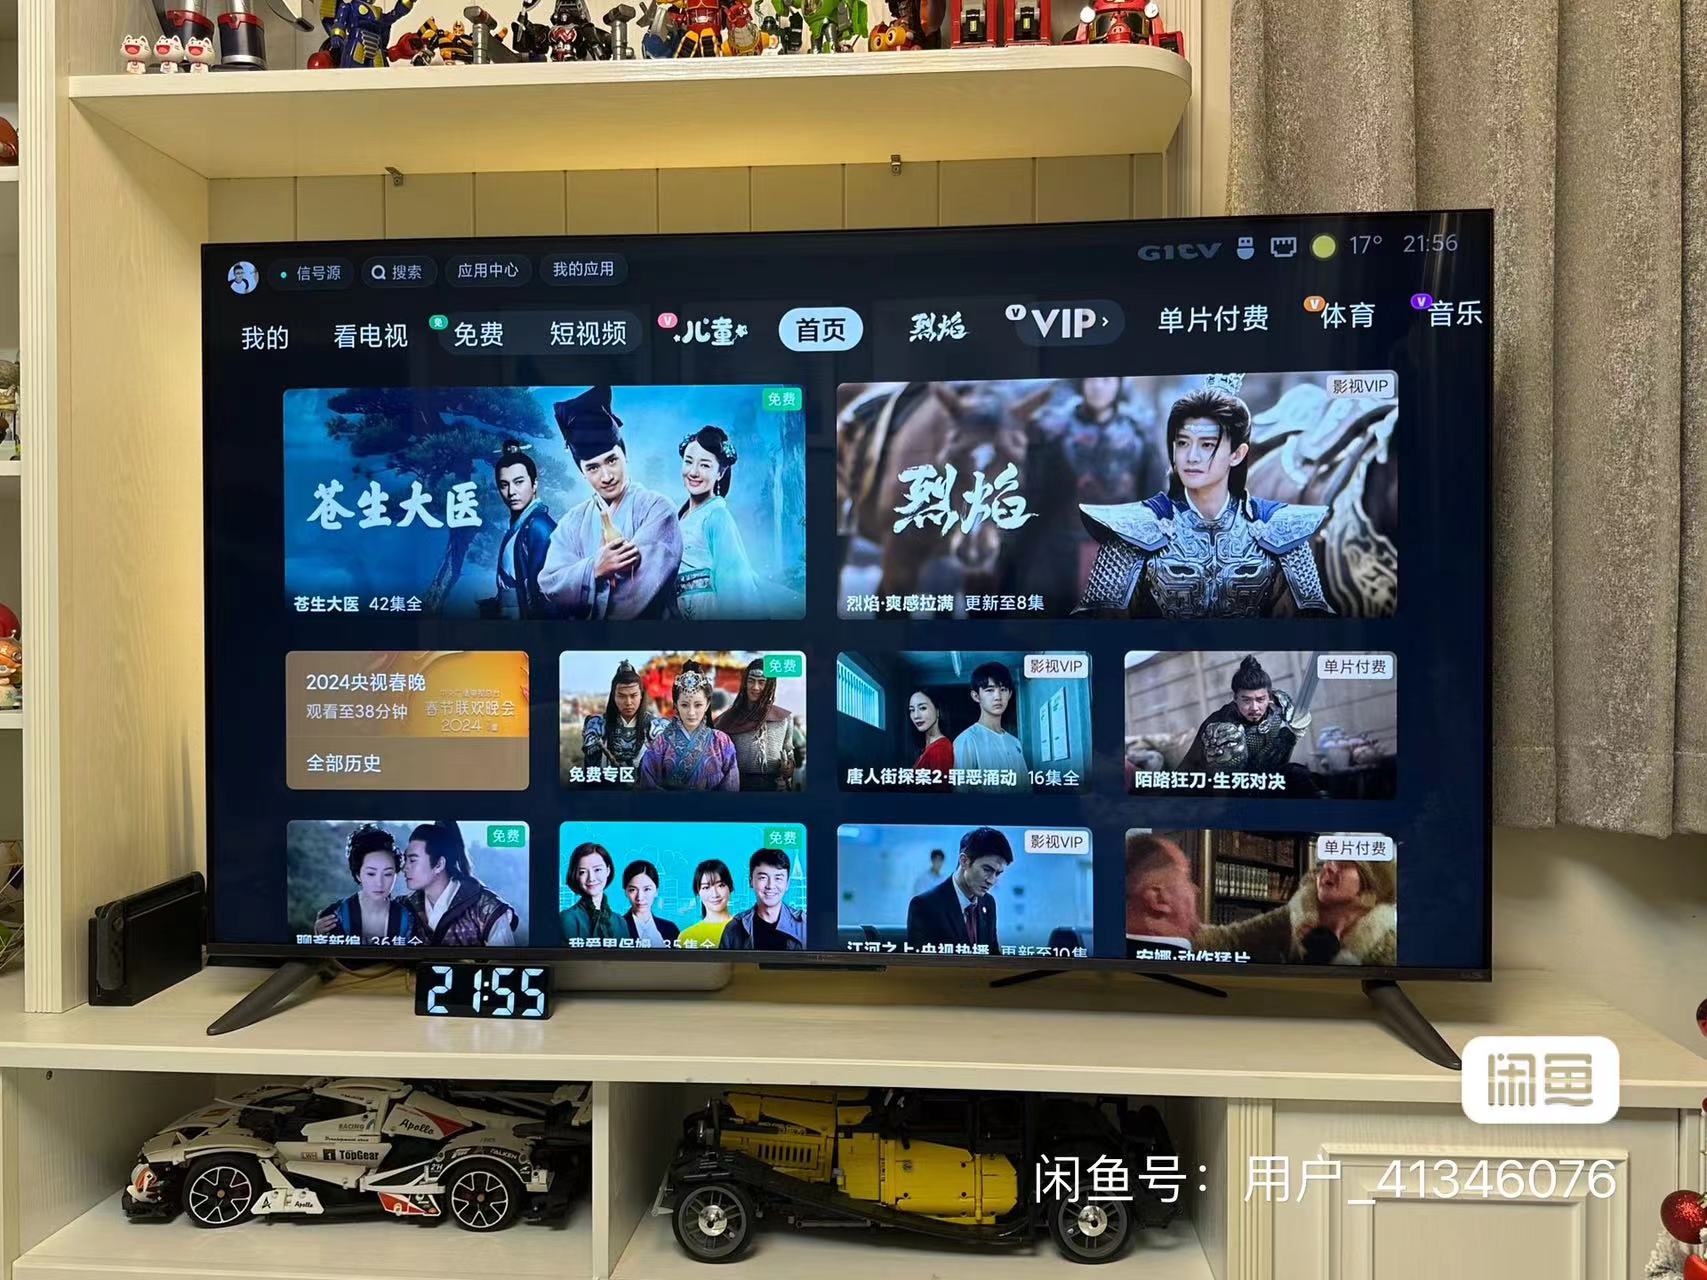 信号源 搜索 应用中心 我的应用 GITV 17° 21:56
我的 看电视 免 免费 短视频 V 儿童 首页 烈焰 V VIP V 单片付费 V 体育 V 音乐
免费
影视VIP
苍生大医
烈焰
苍生大医 42集全
烈焰·爽感拉满 更新至8集
2024央视春晚
观看至38分钟
春节联欢晚会
2024
全部历史
免费
免费专区
影视VIP
唐人街探案2·罪恶涌动 16集全
单片付费
陌路狂刀·生死对决
免费
聊斋新编 36集全
免费
我爱男保姆 35集全
影视VIP
江河之上·央视热播 更新至10集
单片付费
安娜·动作猛片
21:55
闲鱼
RACING
Apollo
TopGear
FALKEN
Apollo
闲鱼号：用户_41346076